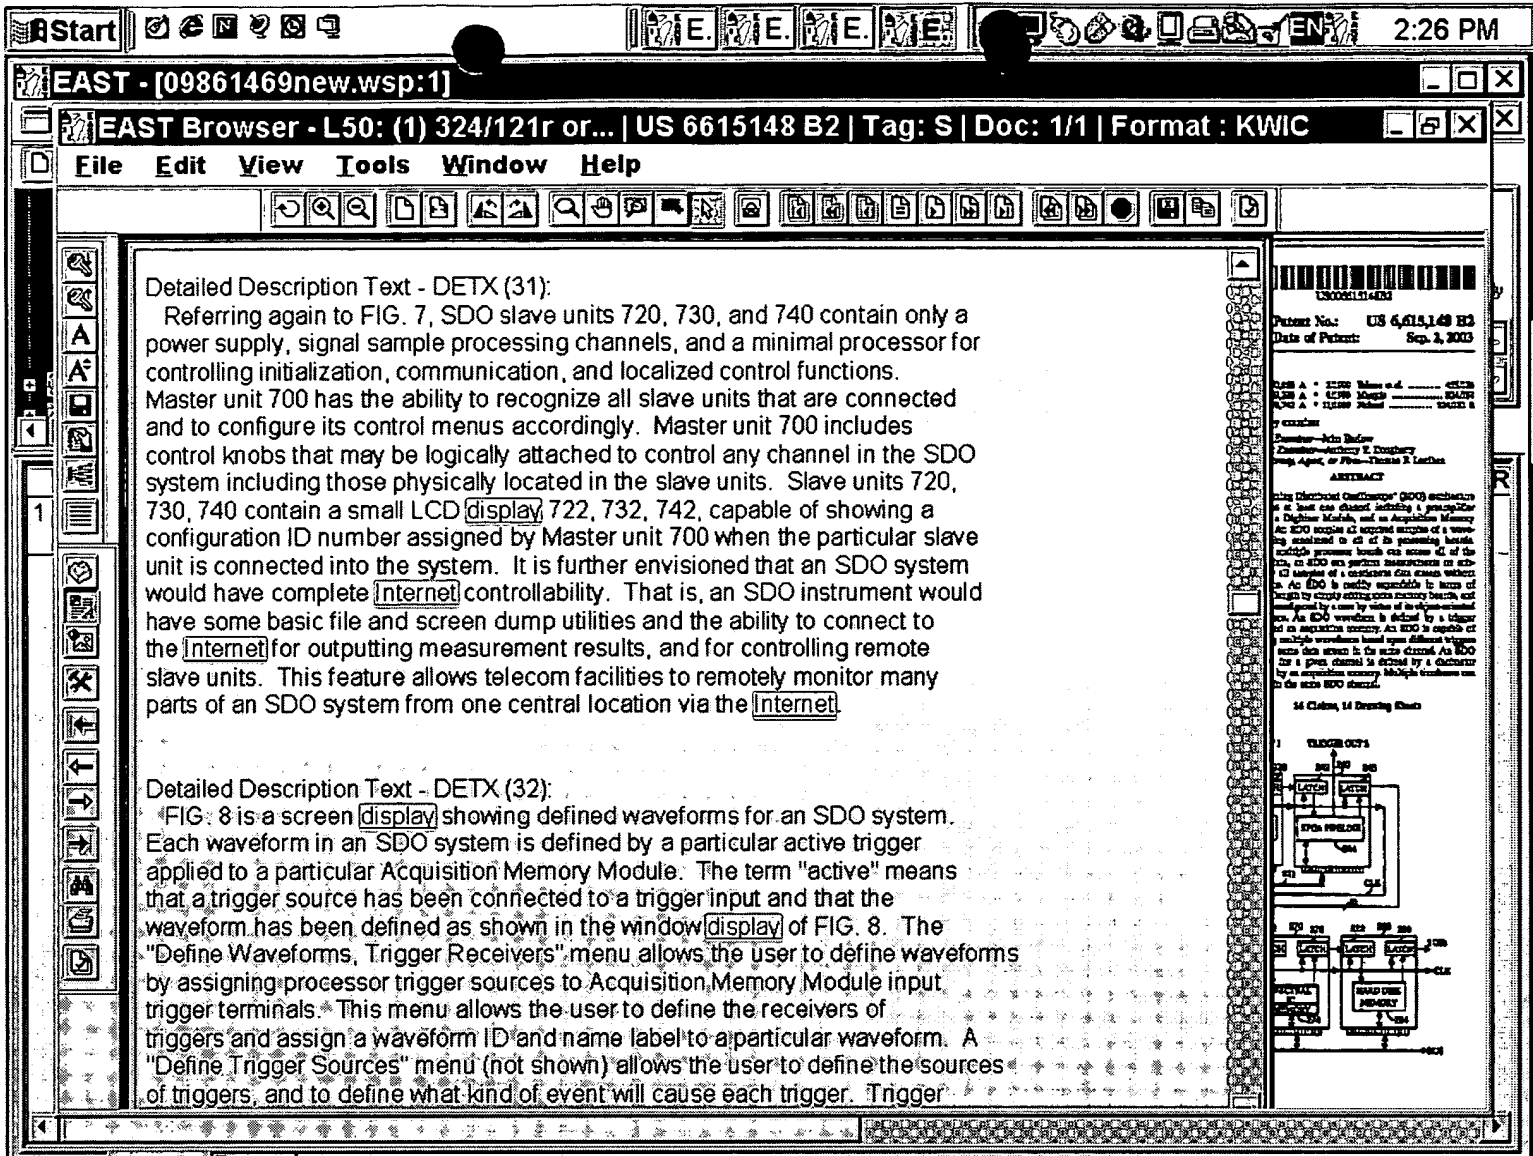 Start
E.
E.
E.
E.
EN
2:26 PM
EAST - [09861469new.wsp:1]
EAST Browser - L50: (1) 324/121r or... | US 6615148 B2 | Tag: S | Doc: 1/1 | Format : KWIC
File Edit View Tools Window Help
Detailed Description Text - DETX (31):
Referring again to FIG. 7, SDO slave units 720, 730, and 740 contain only a
power supply, signal sample processing channels, and a minimal processor for
controlling initialization, communication, and localized control functions.
Master unit 700 has the ability to recognize all slave units that are connected
and to configure its control menus accordingly. Master unit 700 includes
control knobs that may be logically attached to control any channel in the SDO
system including those physically located in the slave units. Slave units 720,
730, 740 contain a small LCD display 722, 732, 742, capable of showing a
configuration ID number assigned by Master unit 700 when the particular slave
unit is connected into the system. It is further envisioned that an SDO system
would have complete Internet controllability. That is, an SDO instrument would
have some basic file and screen dump utilities and the ability to connect to
the Internet for outputting measurement results, and for controlling remote
slave units. This feature allows telecom facilities to remotely monitor many
parts of an SDO system from one central location via the Internet.
Detailed Description Text - DETX (32):
FIG. 8 is a screen display showing defined waveforms for an SDO system.
Each waveform in an SDO system is defined by a particular active trigger
applied to a particular Acquisition Memory Module. The term "active" means
that a trigger source has been connected to a trigger input and that the
waveform has been defined as shown in the window display of FIG. 8. The
"Define Waveforms, Trigger Receivers" menu allows the user to define waveforms
by assigning processor trigger sources to Acquisition Memory Module input
trigger terminals. This menu allows the user to define the receivers of
triggers and assign a waveform ID and name label to a particular waveform. A
"Define Trigger Sources" menu (not shown) allows the user to define the sources
of triggers, and to define what kind of event will cause each trigger. Trigger
1
Patent No.: US 6,615,148 B2
Date of Patent: Sep. 2, 2003
ABSTRACT
14 Drawing Sheets
LATCH
LATCH
CLK
LATCH
LATCH
LATCH
CLK
HARD DISK
MEMORY
R